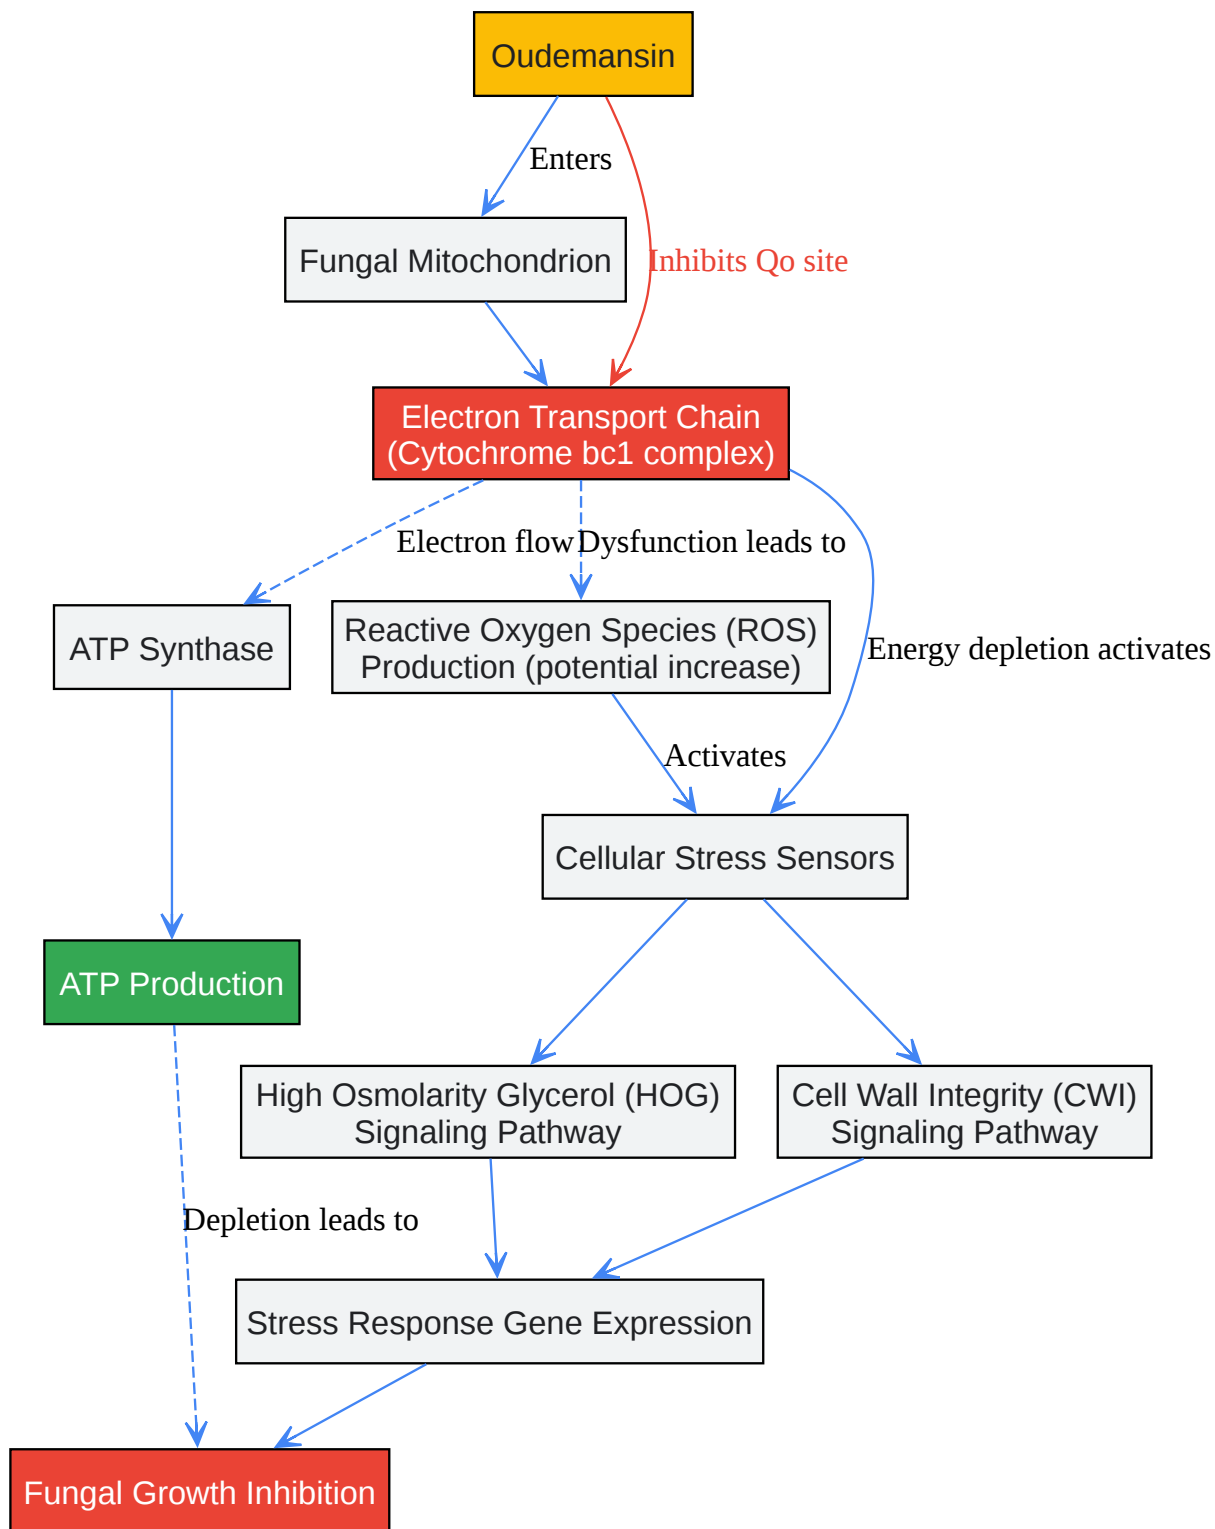 Oudemansin
Enters
Fungal Mitochondrion
Inhibits Qo site
Electron Transport Chain
(Cytochrome bc1 complex)
Electron flow
Dysfunction leads to
ATP Synthase
Reactive Oxygen Species (ROS)
Production (potential increase)
Energy depletion activates
Activates
Cellular Stress Sensors
ATP Production
High Osmolarity Glycerol (HOG)
Signaling Pathway
Cell Wall Integrity (CWI)
Signaling Pathway
Depletion leads to
Stress Response Gene Expression
Fungal Growth Inhibition